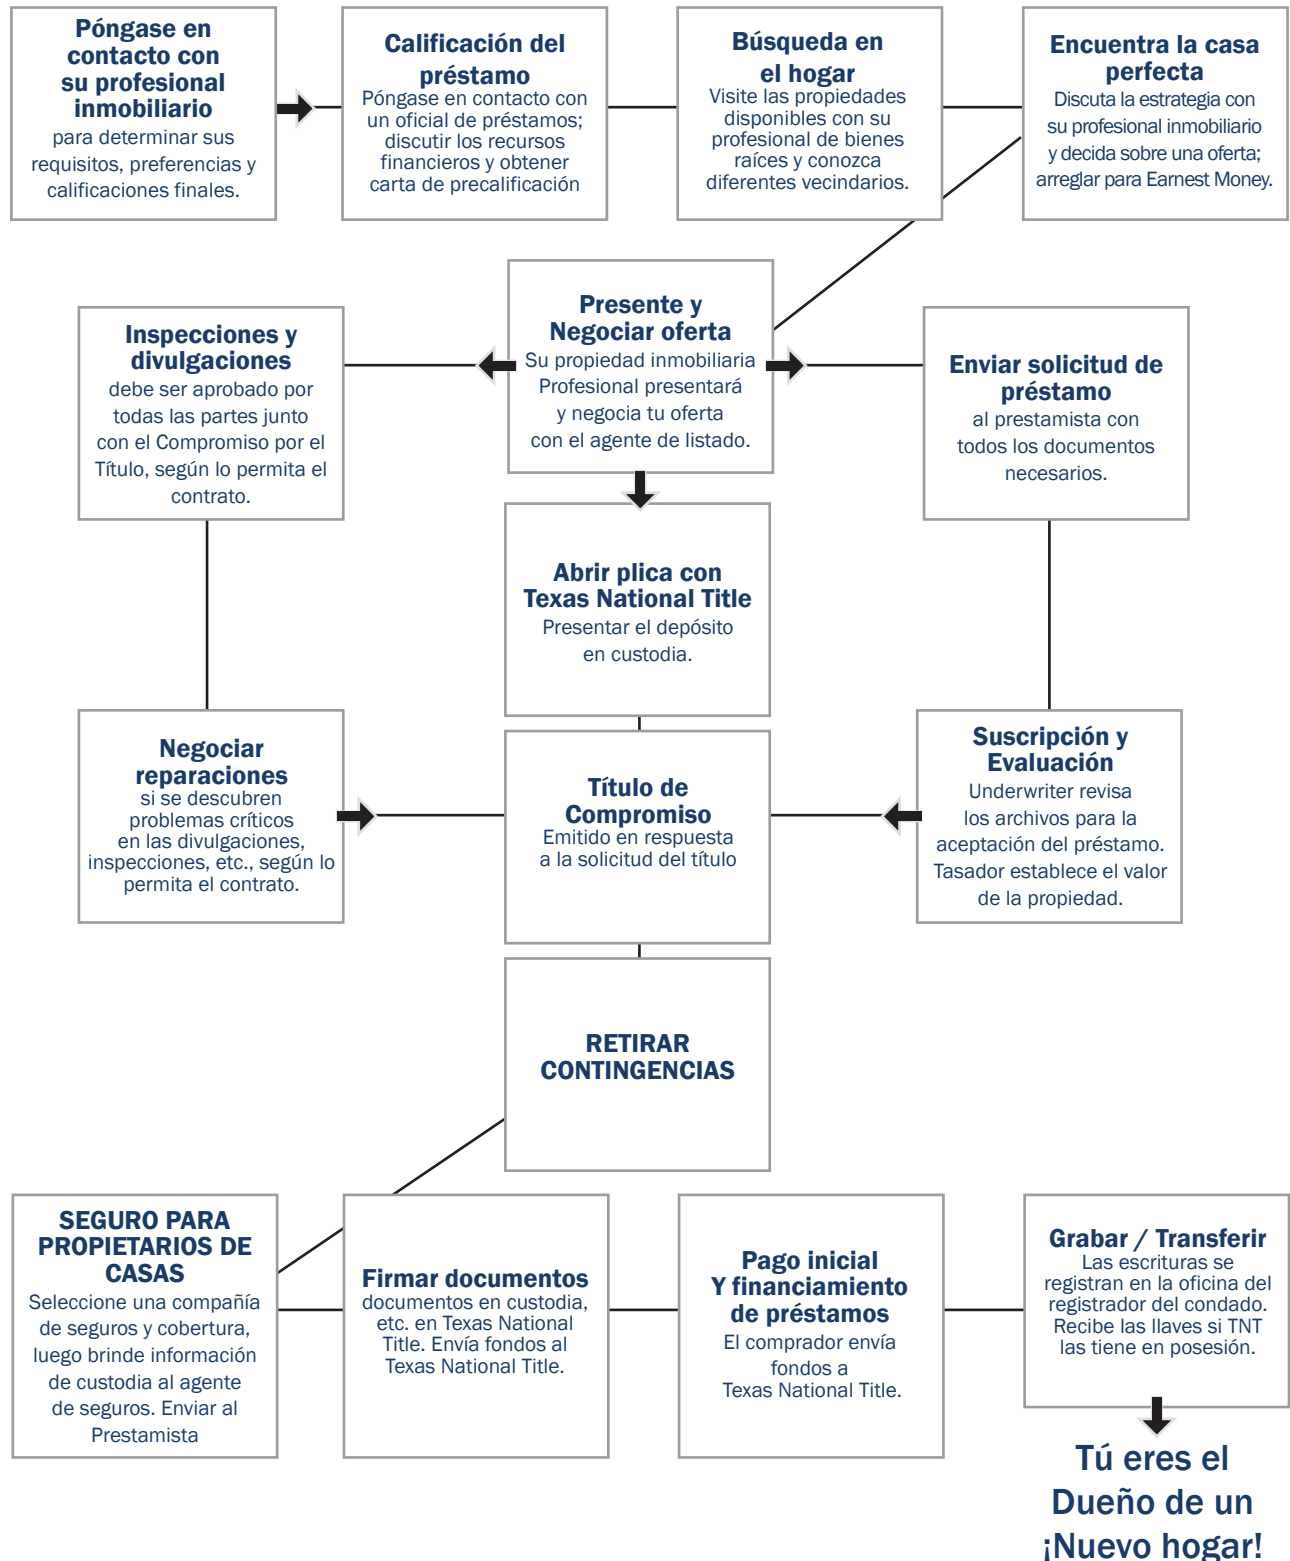 Póngase en
contacto con
su profesional
inmobiliario
para determinar sus
requisitos, preferencias y
calificaciones finales.
Calificación del
préstamo
Póngase en contacto con
un oficial de préstamos;
discutir los recursos
financieros y obtener
carta de precalificación
Búsqueda en
el hogar
Visite las propiedades
disponibles con su
profesional de bienes
raíces y conozca
diferentes vecindarios.
Encuentra la casa
perfecta
Discuta la estrategia con
su profesional inmobiliario
y decida sobre una oferta;
arreglar para Earnest Money.
Inspecciones y
divulgaciones
debe ser aprobado por
todas las partes junto
con el Compromiso por el
Título, según lo permita el
contrato.
Presente y
Negociar oferta
Su propiedad inmobiliaria
Profesional presentará
y negocia tu oferta
con el agente de listado.
Enviar solicitud de
préstamo
al prestamista con
todos los documentos
necesarios.
Abrir plica con
Texas National Title
Presentar el depósito
en custodia.
Negociar
reparaciones
si se descubren
problemas críticos
en las divulgaciones,
inspecciones, etc., según lo
permita el contrato.
Título de
Compromiso
Emitido en respuesta
a la solicitud del título
Suscripción y
Evaluación
Underwriter revisa
los archivos para la
aceptación del préstamo.
Tasador establece el valor
de la propiedad.
RETIRAR
CONTINGENCIAS
SEGURO PARA
PROPIETARIOS DE
CASAS
Seleccione una compañía
de seguros y cobertura,
luego brinde información
de custodia al agente
de seguros. Enviar al
Prestamista
Firmar documentos
documentos en custodia,
etc. en Texas National
Title. Envía fondos al
Texas National Title.
Pago inicial
Y financiamiento
de préstamos
El comprador envía
fondos a
Texas National Title.
Grabar / Transferir
Las escrituras se
registran en la oficina del
registrador del condado.
Recibe las llaves si TNT
las tiene en posesión.
Tú eres el
Dueño de un
¡Nuevo hogar!